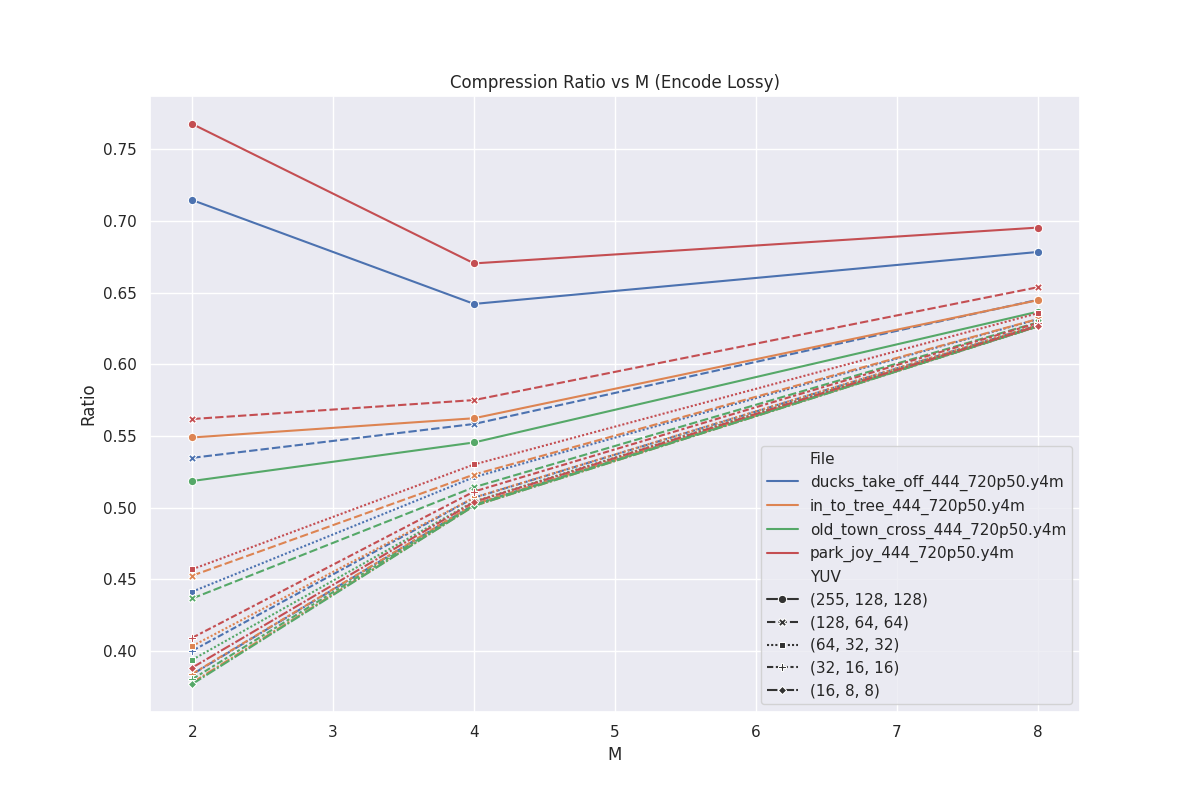 Compression Ratio vs M (Encode Lossy)
0.75
0.70
0.65
0.60
0.55
0.50
0.45
0.40
Ratio
2 3 4 5 6 7 8
M
File
ducks_take_off_444_720p50.y4m
in_to_tree_444_720p50.y4m
old_town_cross_444_720p50.y4m
park_joy_444_720p50.y4m
YUV
(255, 128, 128)
(128, 64, 64)
(64, 32, 32)
(32, 16, 16)
(16, 8, 8)